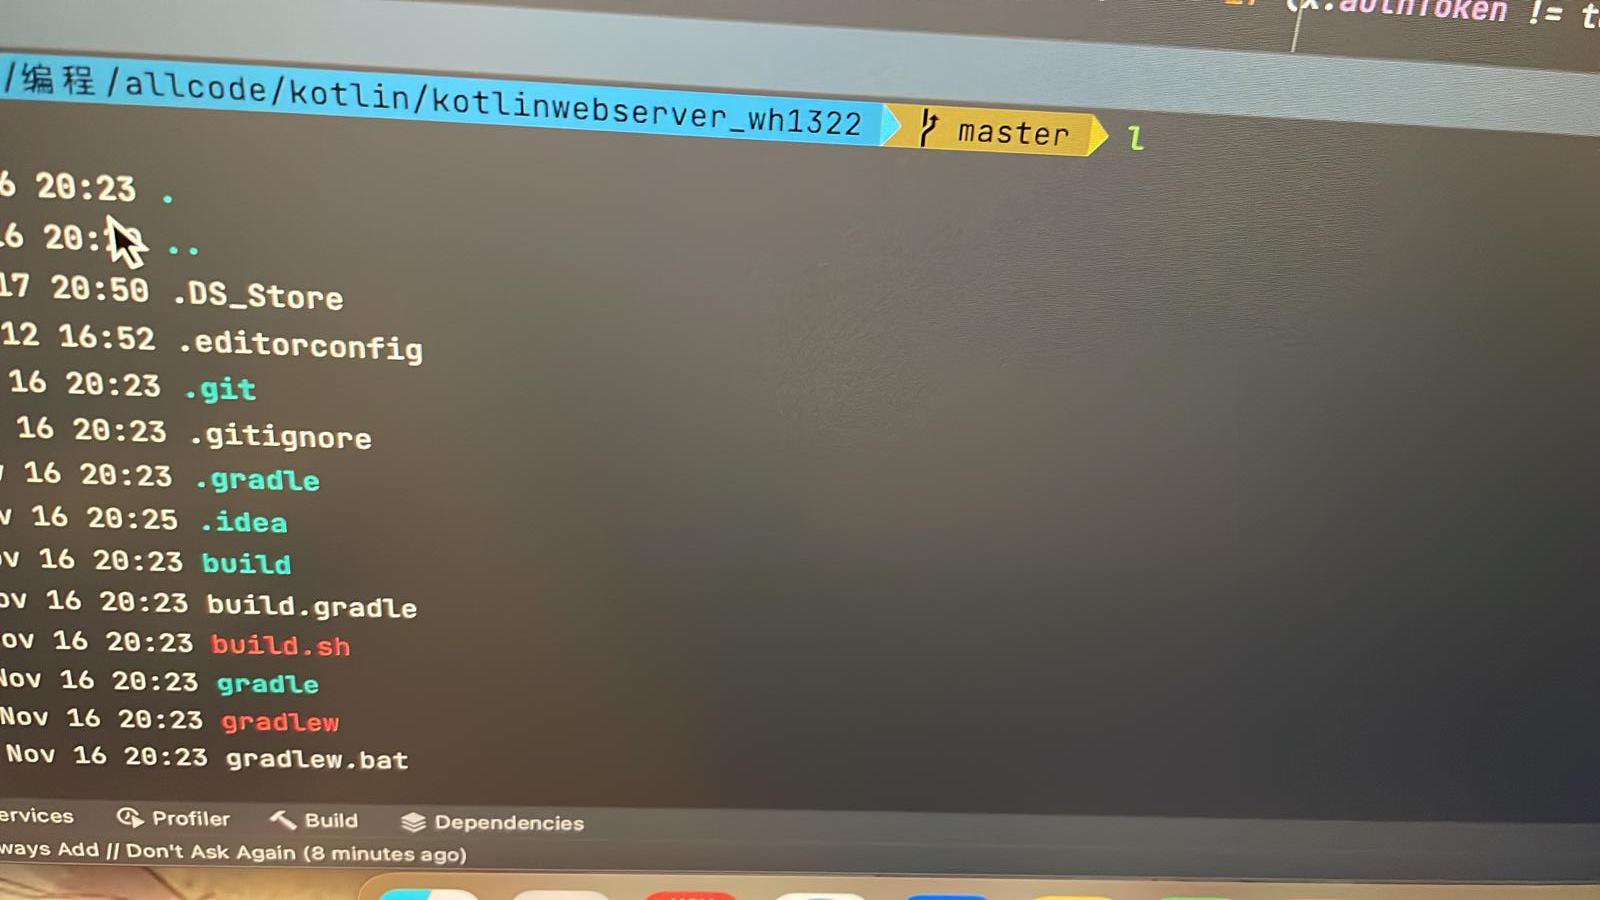 .authToken != t
/编程/allcode/kotlin/kotlinwebserver_wh1322 master l
6 20:23 .
16 20: ..
17 20:50 .DS_Store
12 16:52 .editorconfig
16 20:23 .git
16 20:23 .gitignore
16 20:23 .gradle
v 16 20:25 .idea
ov 16 20:23 build
ov 16 20:23 build.gradle
ov 16 20:23 build.sh
Nov 16 20:23 gradle
Nov 16 20:23 gradlew
Nov 16 20:23 gradlew.bat
ervices Profiler Build Dependencies
ways Add // Don't Ask Again (8 minutes ago)